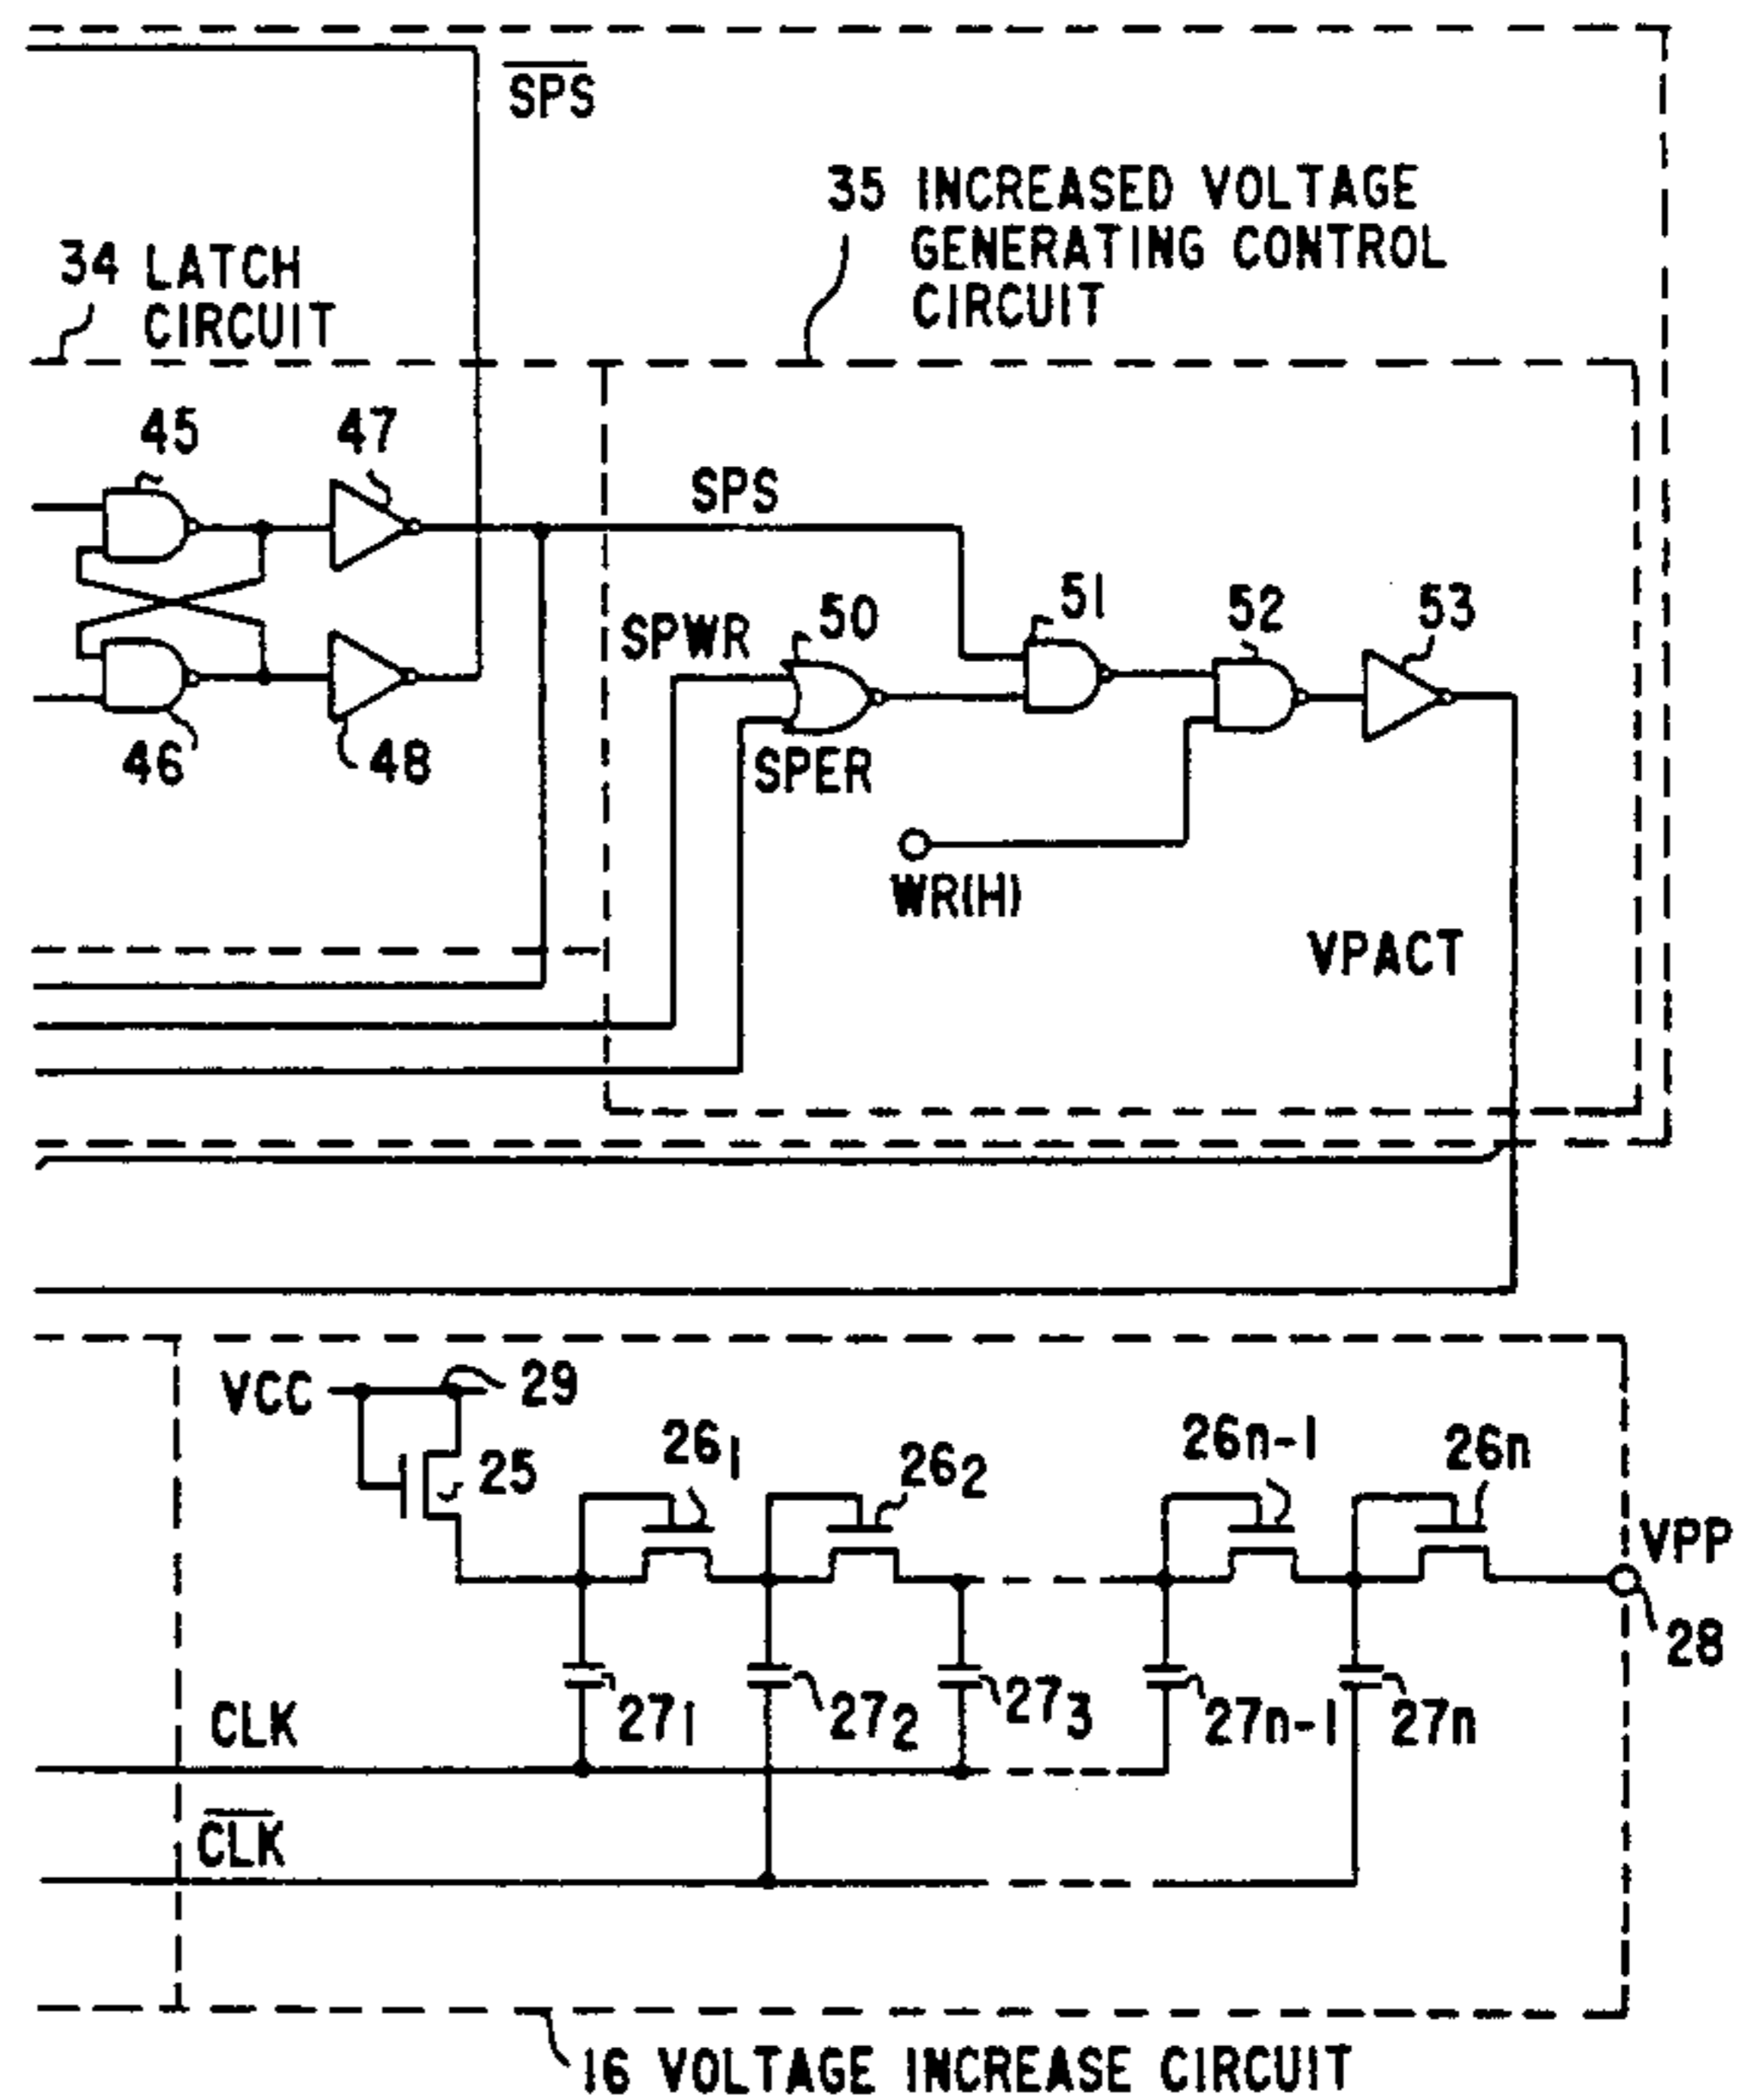 SPS
35 INCREASED VOLTAGE
GENERATING CONTROL
CIRCUIT
34 LATCH
CIRCUIT
45
47
SPS
51
50
52
53
SPWR
46
48
SPER
WR(H)
VPACT
VCC
29
25
261
262
26n-1
26n
VPP
28
271
272
273
27n-1
27n
CLK
CLK
16 VOLTAGE INCREASE CIRCUIT